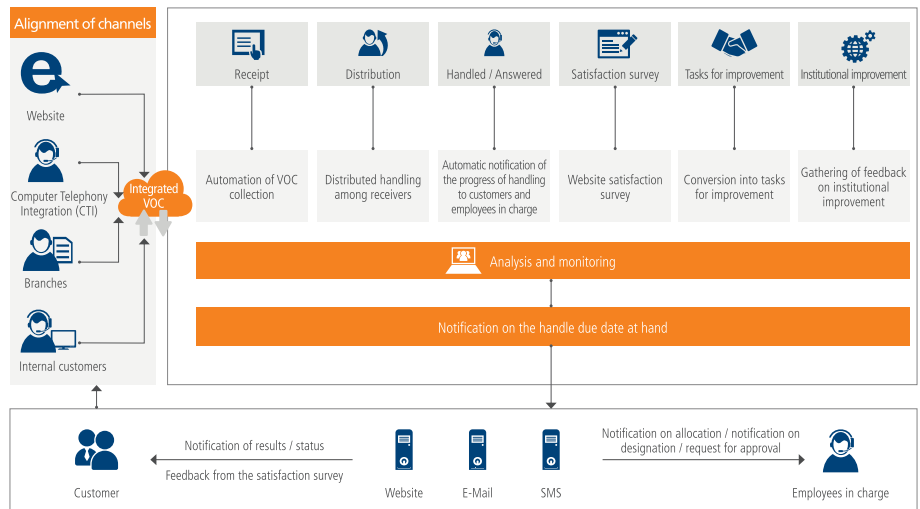 Alignment of channels
Website
Computer Telephony
Integration (CTI)
Branches
Internal customers
Integrated
VOC
Receipt
Distribution
Handled / Answered
Satisfaction survey
Tasks for improvement
Institutional improvement
Automation of VOC
collection
Distributed handling
among receivers
Automatic notification of
the progress of handling
to customers and
employees in charge
Website satisfaction
survey
Conversion into tasks
for improvement
Gathering of feedback
on institutional
improvement
Analysis and monitoring
Notification on the handle due date at hand
Customer
Notification of results / status
Feedback from the satisfaction survey
Website
E-Mail
SMS
Notification on allocation / notification on
designation / request for approval
Employees in charge